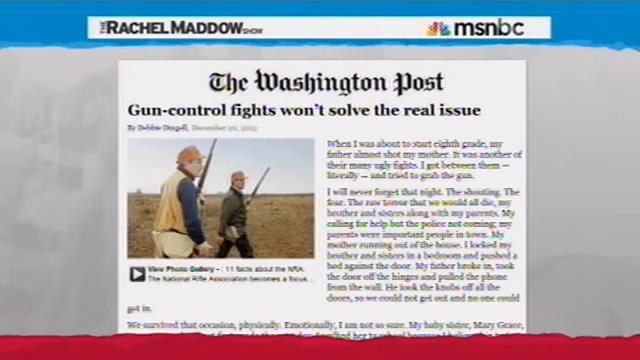 THE RACHEL MADDOW SHOW
msnbc
The Washington Post
Gun-control fights won't solve the real issue
By Debbie Dingell, December 20, 2012
When I was about to start eighth grade, my
father almost shot my mother. It was another of
their many ugly fights. I got between them —
literally — and tried to grab the gun.
I will never forget that night. The shouting. The
fear. The raw terror that we would all die, my
brother and sisters along with my parents. My
calling for help but the police not coming; my
parents were important people in town. My
mother running out of the house. I locked my
brother and sisters in a bedroom and pushed a
bed against the door. My father broke in, took
the door off the hinges and pulled the phone
from the wall. He took the knobs off all the
doors, so we could not get out and no one could
get in.
View Photo Gallery - : 11 facts about the NRA:
The National Rifle Association becomes a focus...
We survived that occasion, physically. Emotionally, I am not so sure. My baby sister, Mary Grace,